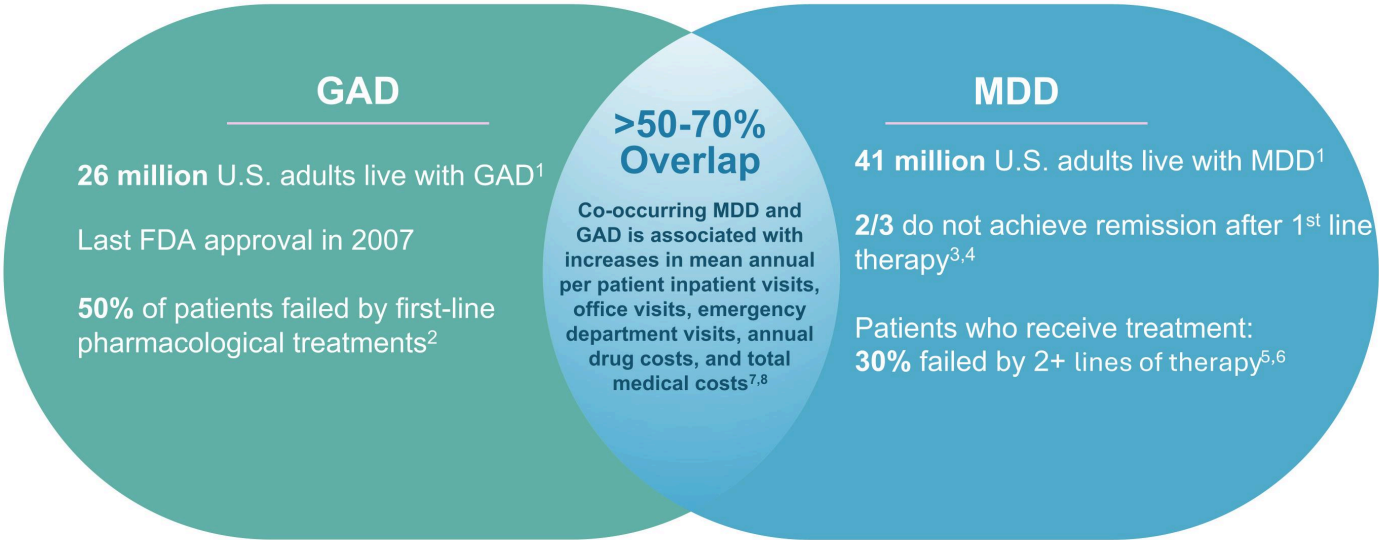 GAD
26 million U.S. adults live with GAD¹
Last FDA approval in 2007
50% of patients failed by first-line
pharmacological treatments²
>50-70%
Overlap
Co-occurring MDD and
GAD is associated with
increases in mean annual
per patient inpatient visits,
office visits, emergency
department visits, annual
drug costs, and total
medical costs⁷,⁸
MDD
41 million U.S. adults live with MDD¹
2/3 do not achieve remission after 1ˢᵗ line
therapy³,⁴
Patients who receive treatment:
30% failed by 2+ lines of therapy⁵,⁶